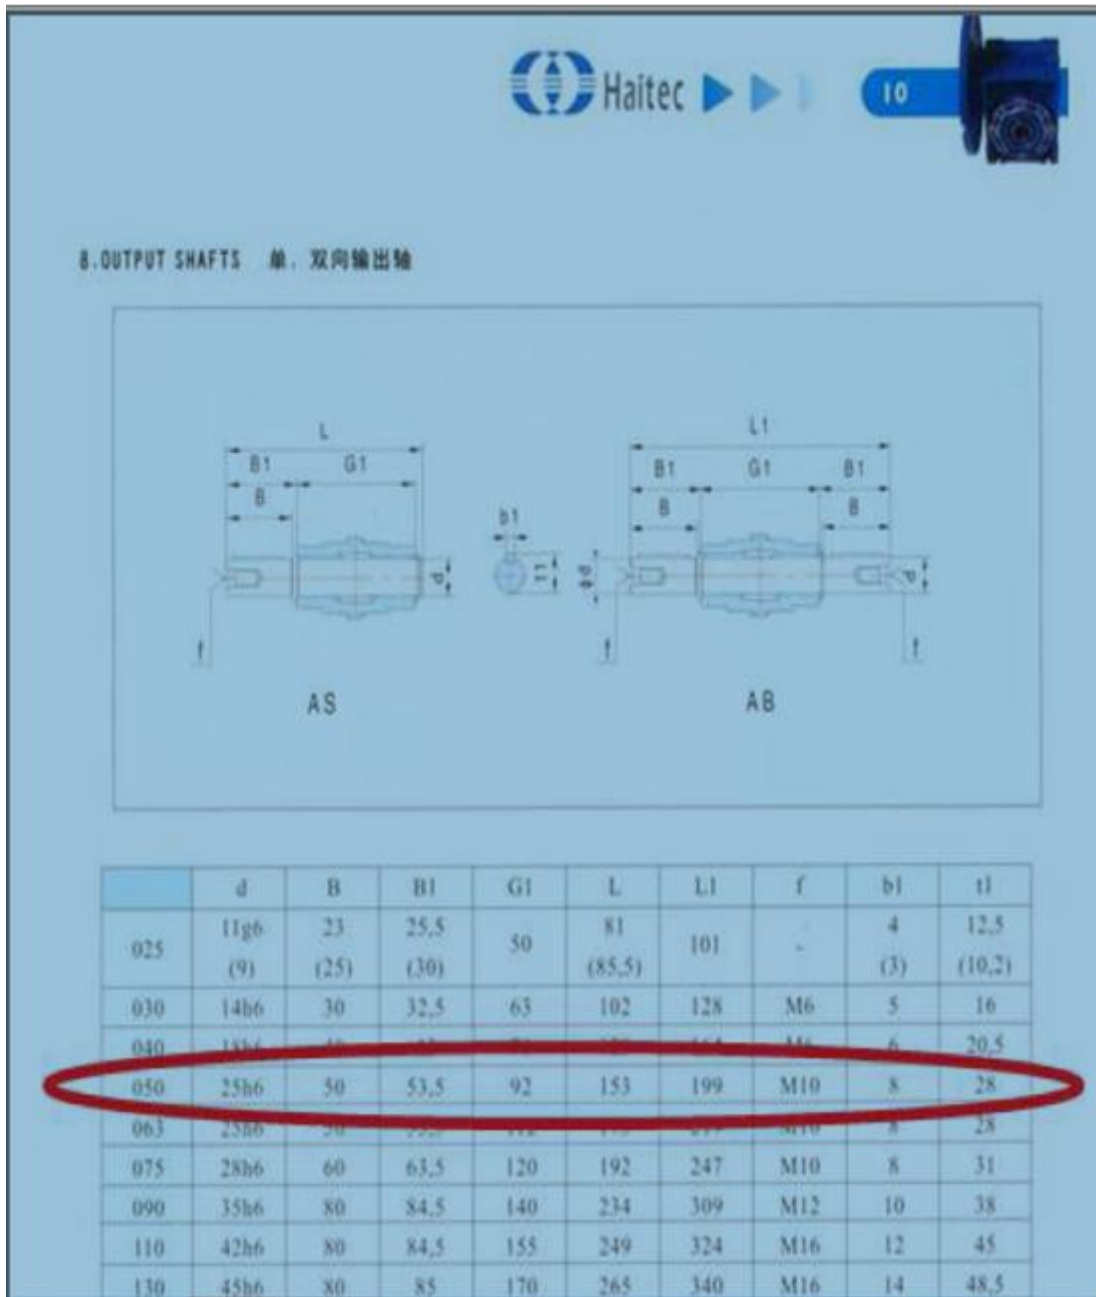 Haitec
10
8.OUTPUT SHAFTS 单.双向输出轴
L
B1 G1
B
d
f
AS
b1
t1
L1
B1 G1 B1
B B
φd
d
f f
AB
d B B1 G1 L L1 f b1 t1
025 11g6 (9) 23 (25) 25,5 (30) 50 81 (85,5) 101 - 4 (3) 12,5 (10,2)
030 14h6 30 32,5 63 102 128 M6 5 16
040 18h6 6 20,5
050 25h6 50 53,5 92 153 199 M10 8 28
063 25h6 M10 8 28
075 28h6 60 63,5 120 192 247 M10 8 31
090 35h6 80 84,5 140 234 309 M12 10 38
110 42h6 80 84,5 155 249 324 M16 12 45
130 45h6 80 85 170 265 340 M16 14 48,5